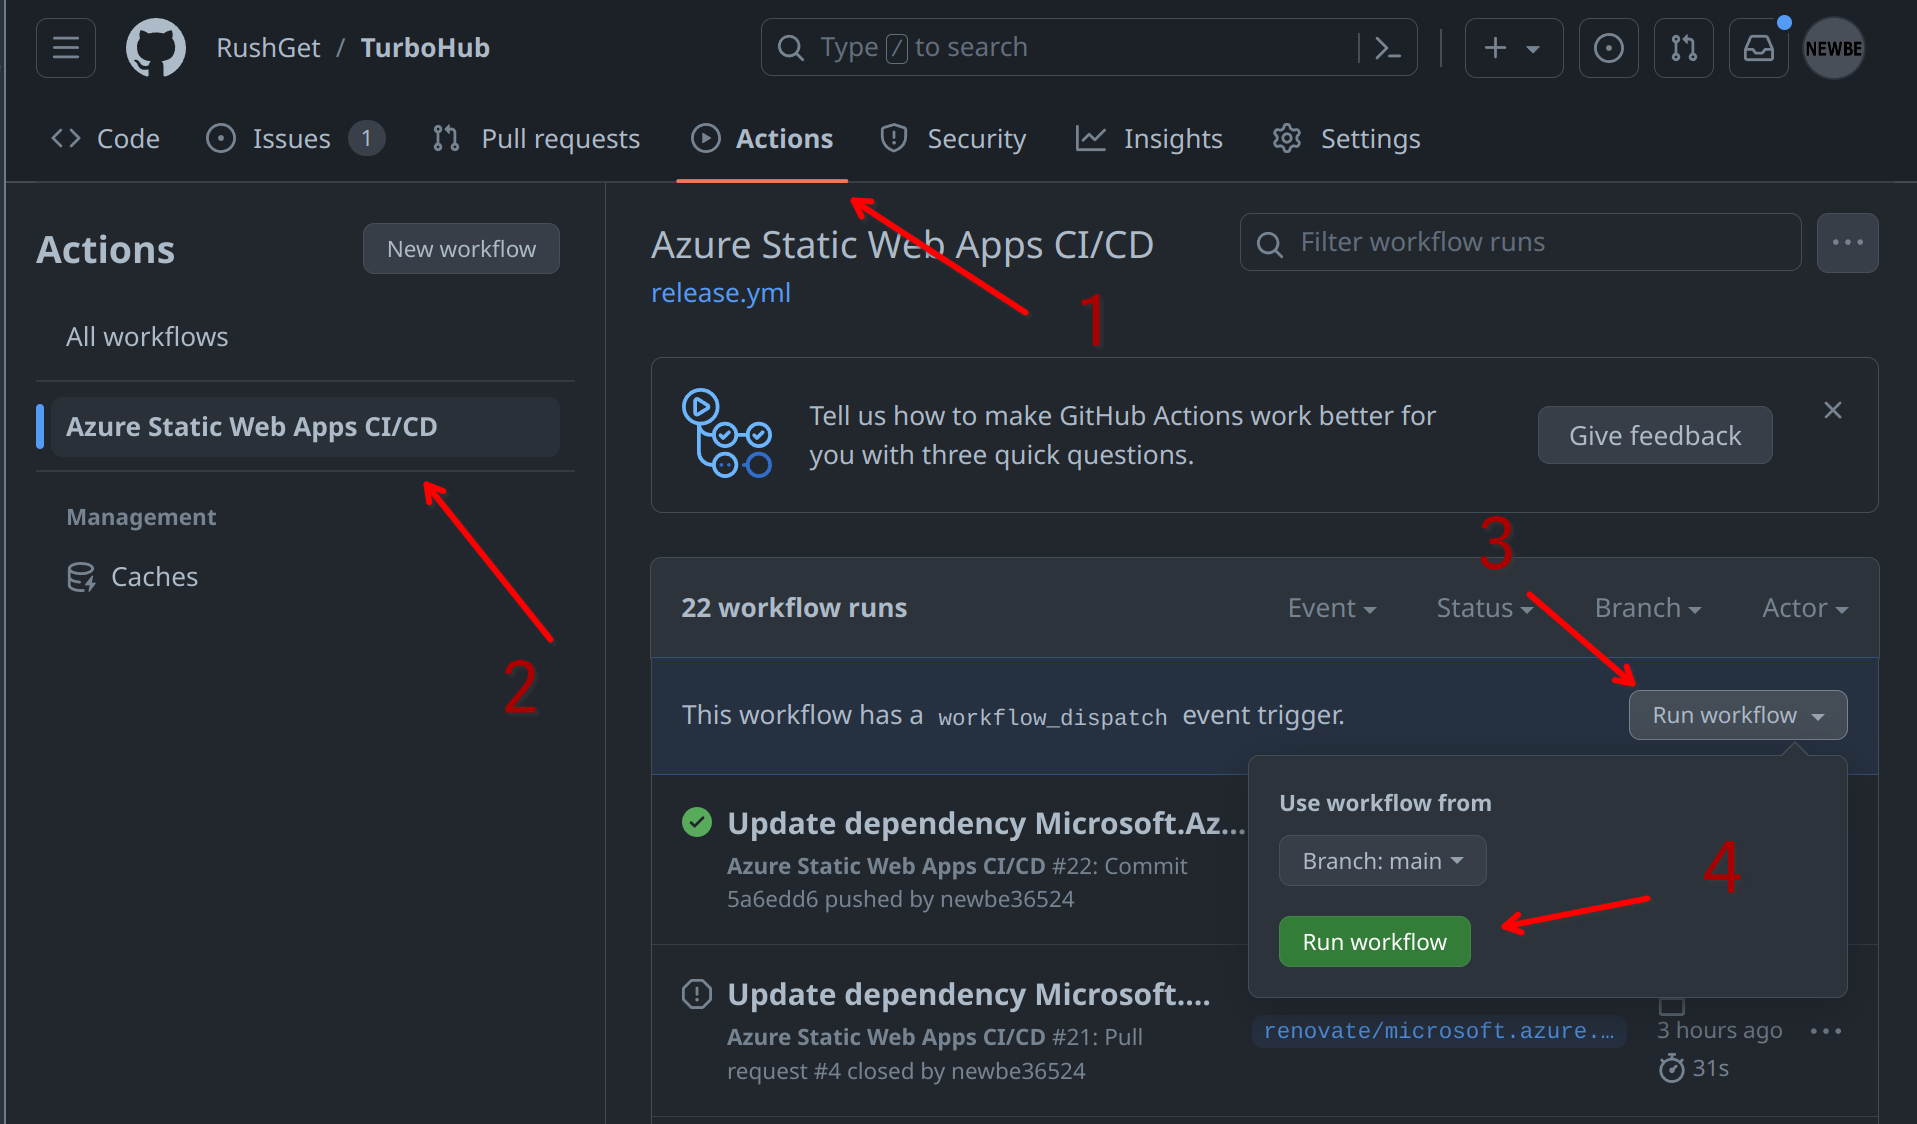 RushGet / TurboHub
Type / to search
NEWBE
Code
Issues 1
Pull requests
Actions
Security
Insights
Settings
Actions
New workflow
All workflows
Azure Static Web Apps CI/CD
Management
Caches
2
Azure Static Web Apps CI/CD
release.yml
Filter workflow runs
1
Tell us how to make GitHub Actions work better for
you with three quick questions.
Give feedback
3
22 workflow runs
Event
Status
Branch
Actor
This workflow has a workflow_dispatch event trigger.
Run workflow
Use workflow from
Branch: main
4
Run workflow
Update dependency Microsoft.Az...
Azure Static Web Apps CI/CD #22: Commit
5a6edd6 pushed by newbe36524
Update dependency Microsoft....
Azure Static Web Apps CI/CD #21: Pull
request #4 closed by newbe36524
renovate/microsoft.azure.…
3 hours ago
31s